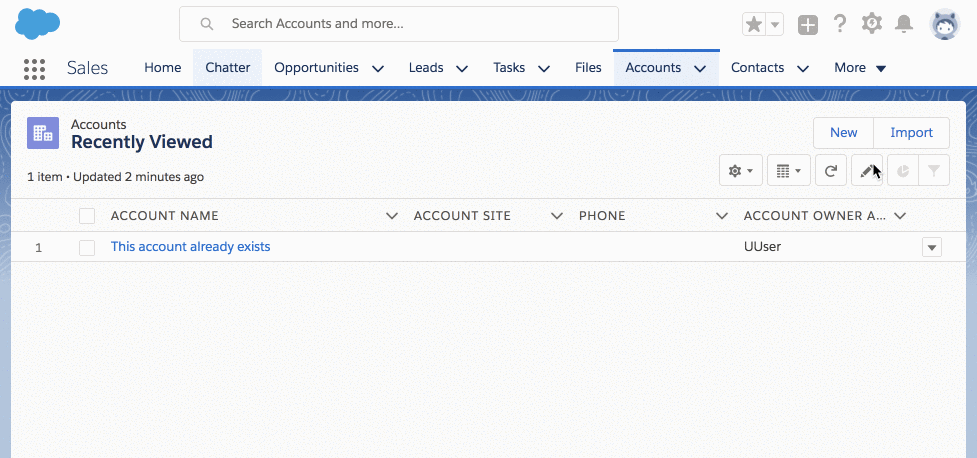 Search Accounts and more...
Sales Home Chatter Opportunities Leads Tasks Files Accounts Contacts More
Accounts
Recently Viewed
New Import
1 item • Updated 2 minutes ago
ACCOUNT NAME ACCOUNT SITE PHONE ACCOUNT OWNER A...
1 This account already exists UUser